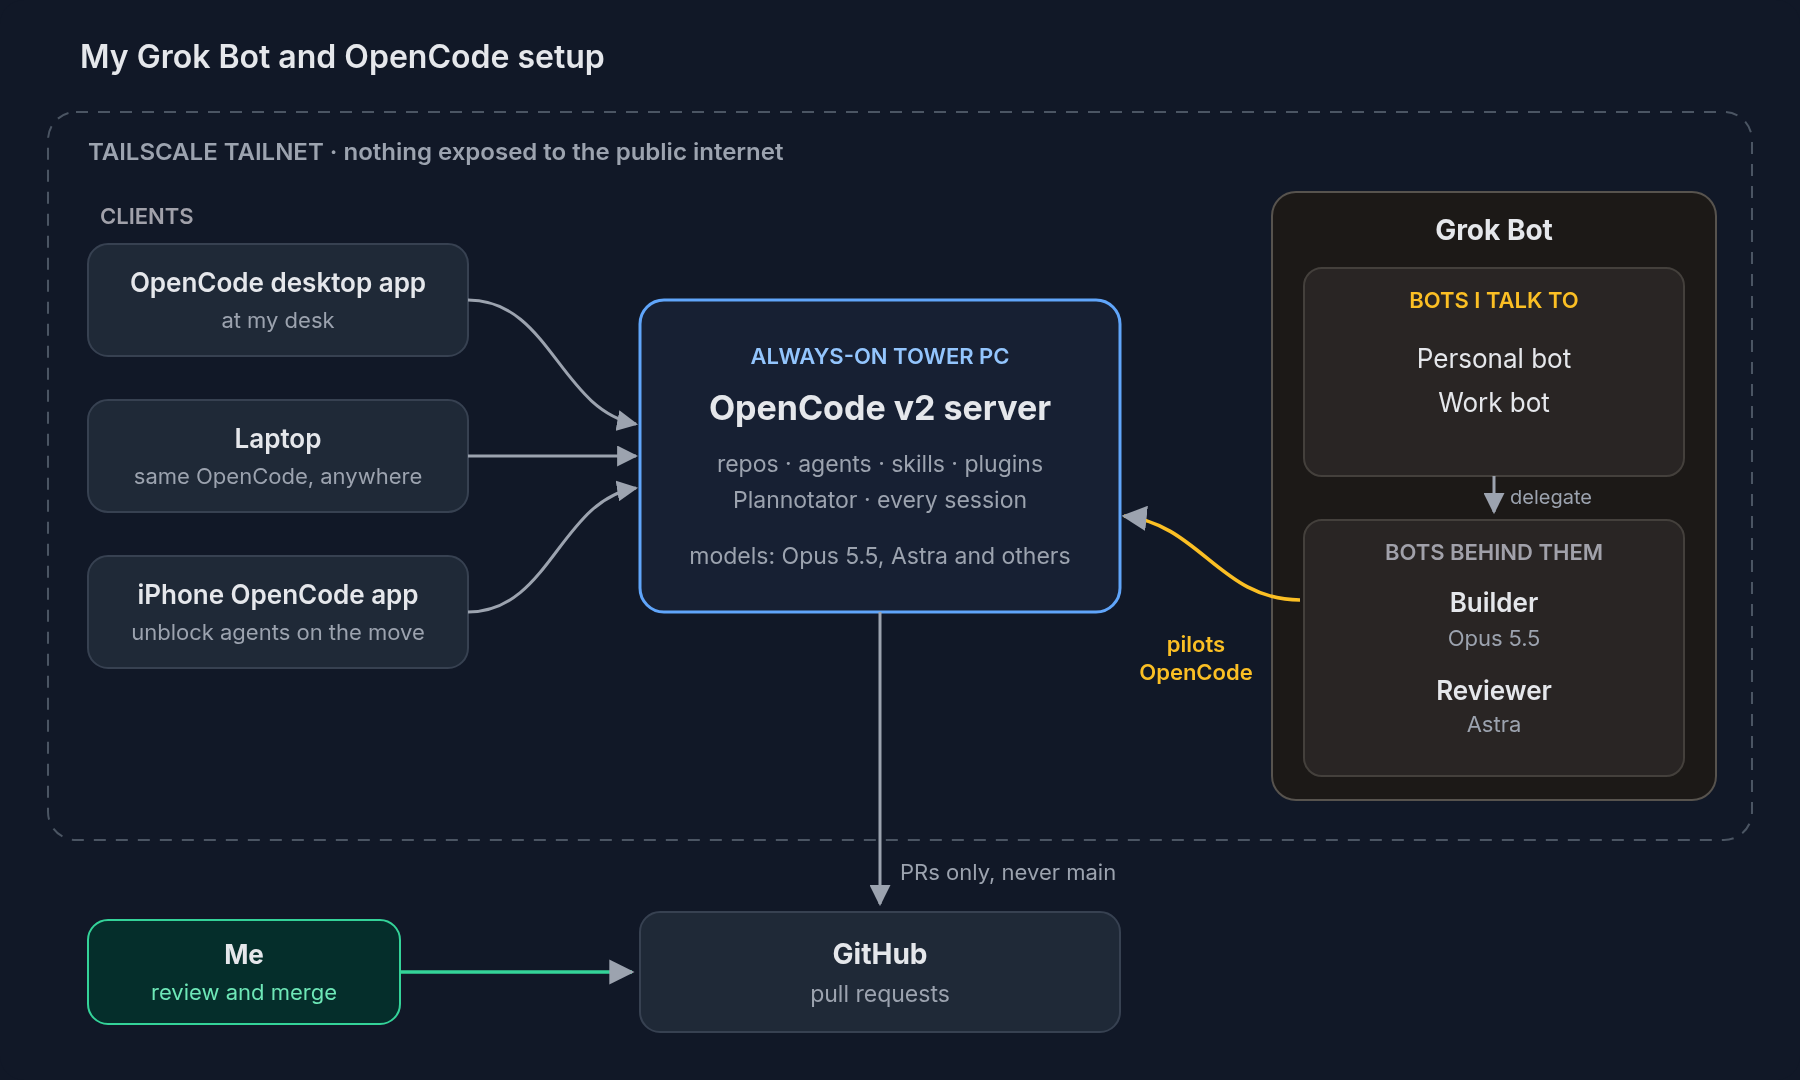 My Grok Bot and OpenCode setup
TAILSCALE TAILNET · nothing exposed to the public internet
CLIENTS
OpenCode desktop app
at my desk
Laptop
same OpenCode, anywhere
iPhone OpenCode app
unblock agents on the move
ALWAYS-ON TOWER PC
OpenCode v2 server
repos · agents · skills · plugins
Plannotator · every session
models: Opus 5.5, Astra and others
Grok Bot
BOTS I TALK TO
Personal bot
Work bot
delegate
BOTS BEHIND THEM
Builder
Opus 5.5
Reviewer
Astra
pilots
OpenCode
PRs only, never main
Me
review and merge
GitHub
pull requests